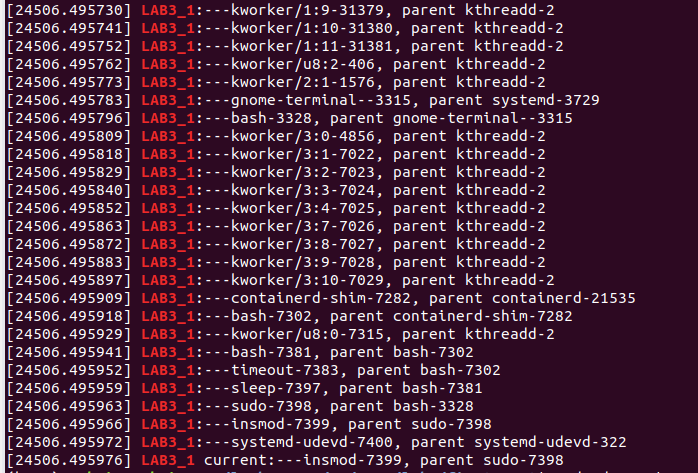 [24506.495730] LAB3_1:---kworker/1:9-31379, parent kthreadd-2
[24506.495741] LAB3_1:---kworker/1:10-31380, parent kthreadd-2
[24506.495752] LAB3_1:---kworker/1:11-31381, parent kthreadd-2
[24506.495762] LAB3_1:---kworker/u8:2-406, parent kthreadd-2
[24506.495773] LAB3_1:---kworker/2:1-1576, parent kthreadd-2
[24506.495783] LAB3_1:---gnome-terminal--3315, parent systemd-3729
[24506.495796] LAB3_1:---bash-3328, parent gnome-terminal--3315
[24506.495809] LAB3_1:---kworker/3:0-4856, parent kthreadd-2
[24506.495818] LAB3_1:---kworker/3:1-7022, parent kthreadd-2
[24506.495829] LAB3_1:---kworker/3:2-7023, parent kthreadd-2
[24506.495840] LAB3_1:---kworker/3:3-7024, parent kthreadd-2
[24506.495852] LAB3_1:---kworker/3:4-7025, parent kthreadd-2
[24506.495863] LAB3_1:---kworker/3:7-7026, parent kthreadd-2
[24506.495872] LAB3_1:---kworker/3:8-7027, parent kthreadd-2
[24506.495883] LAB3_1:---kworker/3:9-7028, parent kthreadd-2
[24506.495897] LAB3_1:---kworker/3:10-7029, parent kthreadd-2
[24506.495909] LAB3_1:---containerd-shim-7282, parent containerd-21535
[24506.495918] LAB3_1:---bash-7302, parent containerd-shim-7282
[24506.495929] LAB3_1:---kworker/u8:0-7315, parent kthreadd-2
[24506.495941] LAB3_1:---bash-7381, parent bash-7302
[24506.495952] LAB3_1:---timeout-7383, parent bash-7302
[24506.495959] LAB3_1:---sleep-7397, parent bash-7381
[24506.495963] LAB3_1:---sudo-7398, parent bash-3328
[24506.495966] LAB3_1:---insmod-7399, parent sudo-7398
[24506.495972] LAB3_1:---systemd-udevd-7400, parent systemd-udevd-322
[24506.495976] LAB3_1 current:---insmod-7399, parent sudo-7398